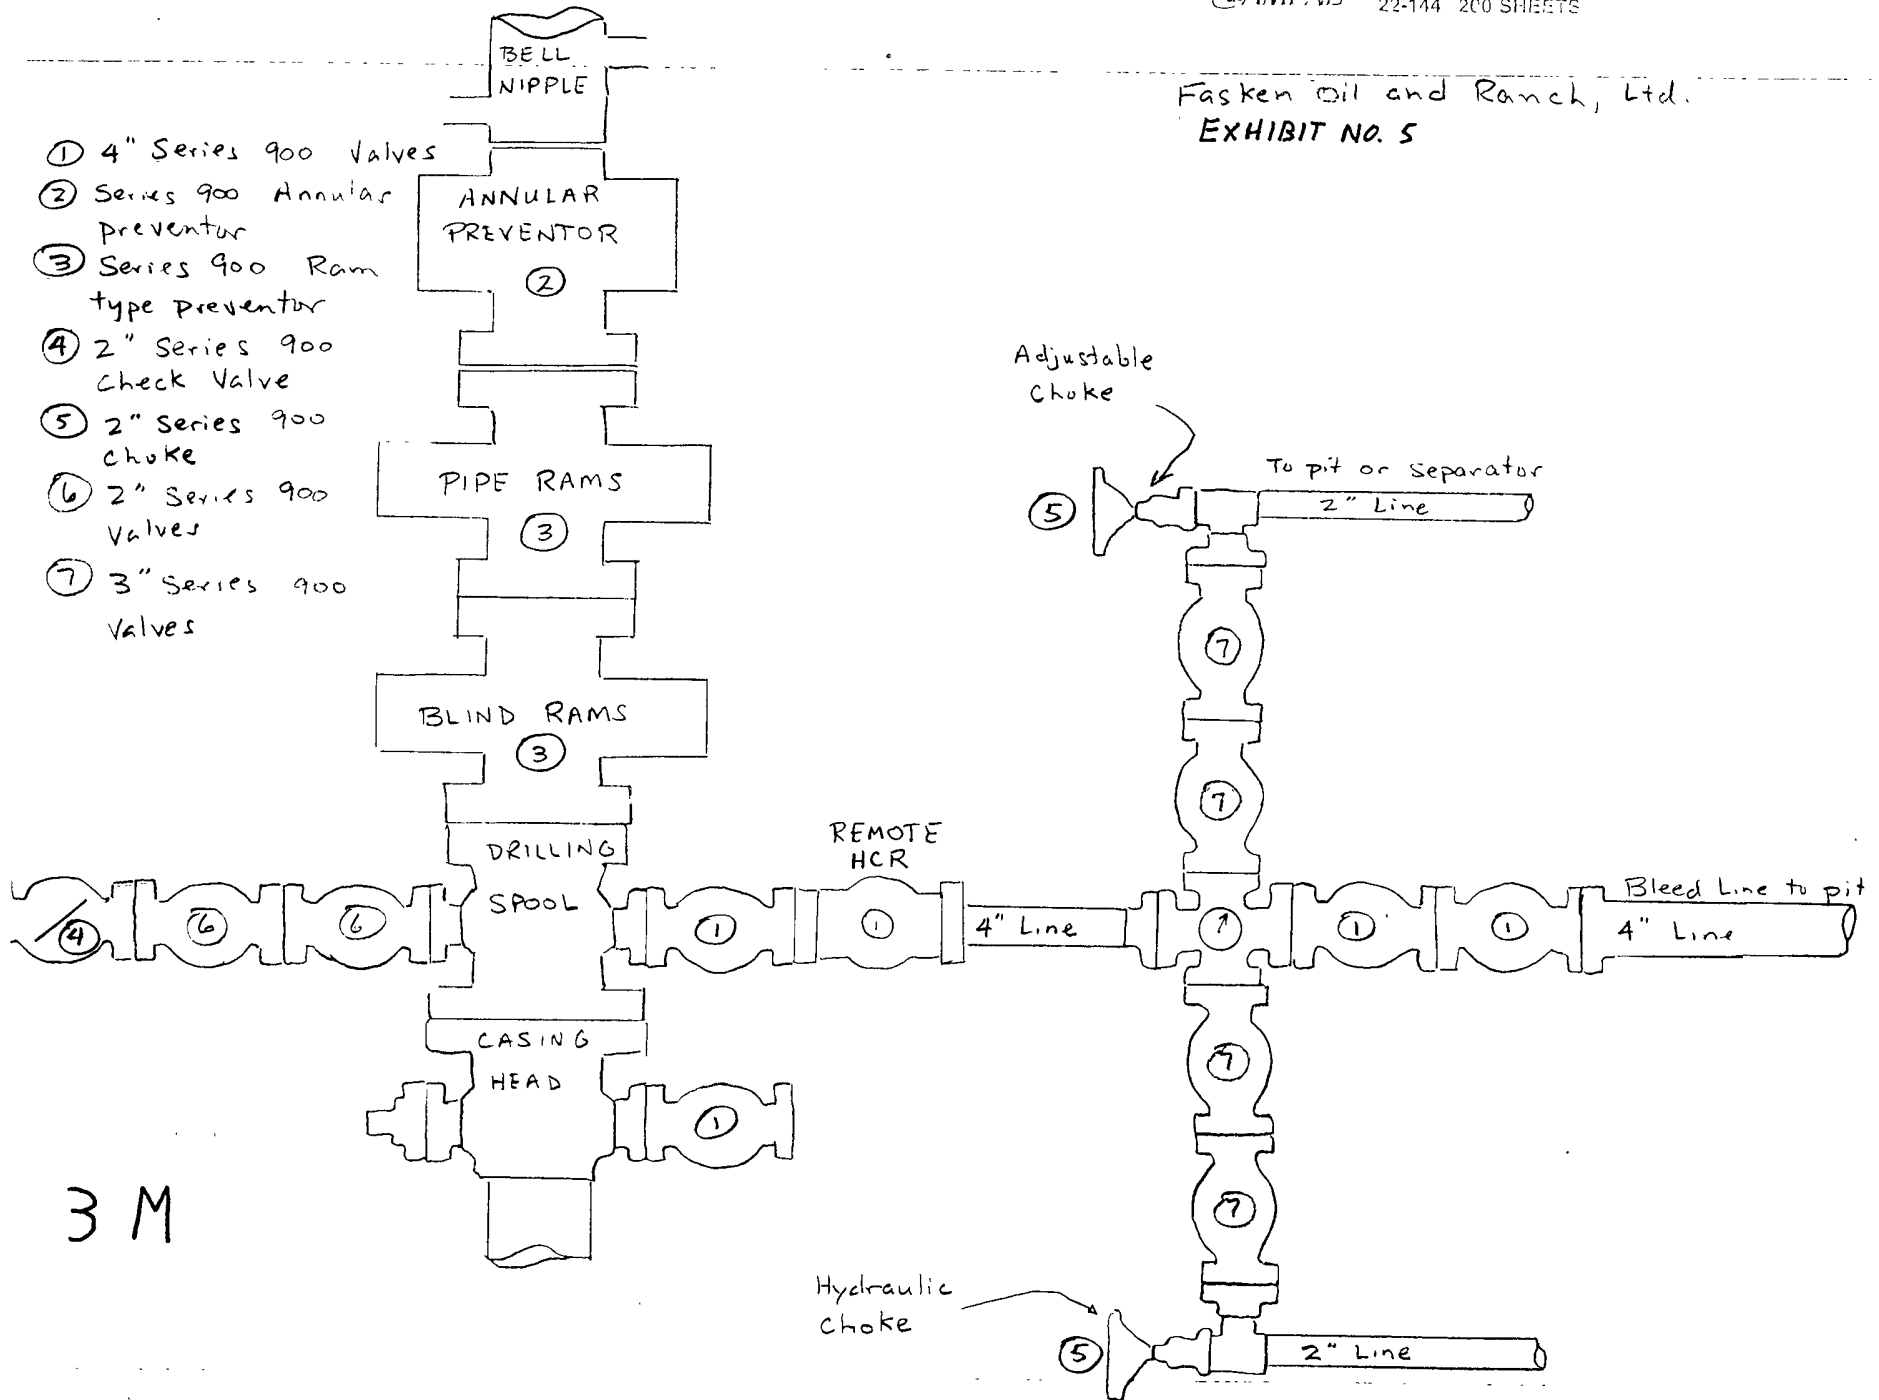 22-144 200 SHEETS
Fasken Oil and Ranch, Ltd.
EXHIBIT NO. 5
① 4" Series 900 Valves
② Series 900 Annular
preventor
③ Series 900 Ram
type preventor
④ 2" Series 900
Check Valve
⑤ 2" Series 900
choke
⑥ 2" Series 900
Valves
⑦ 3" Series 900
Valves
BELL
NIPPLE
ANNULAR
PREVENTOR
②
PIPE RAMS
③
BLIND RAMS
③
DRILLING
SPOOL
④ ⑥ ⑥
①
REMOTE
HCR
①
4" Line
① ①
Bleed Line to pit
4" Line
CASING
HEAD
①
Adjustable
Choke
⑤
To pit or separator
2" Line
⑦
⑦
⑦
⑦
Hydraulic
Choke
⑤
2" Line
3 M